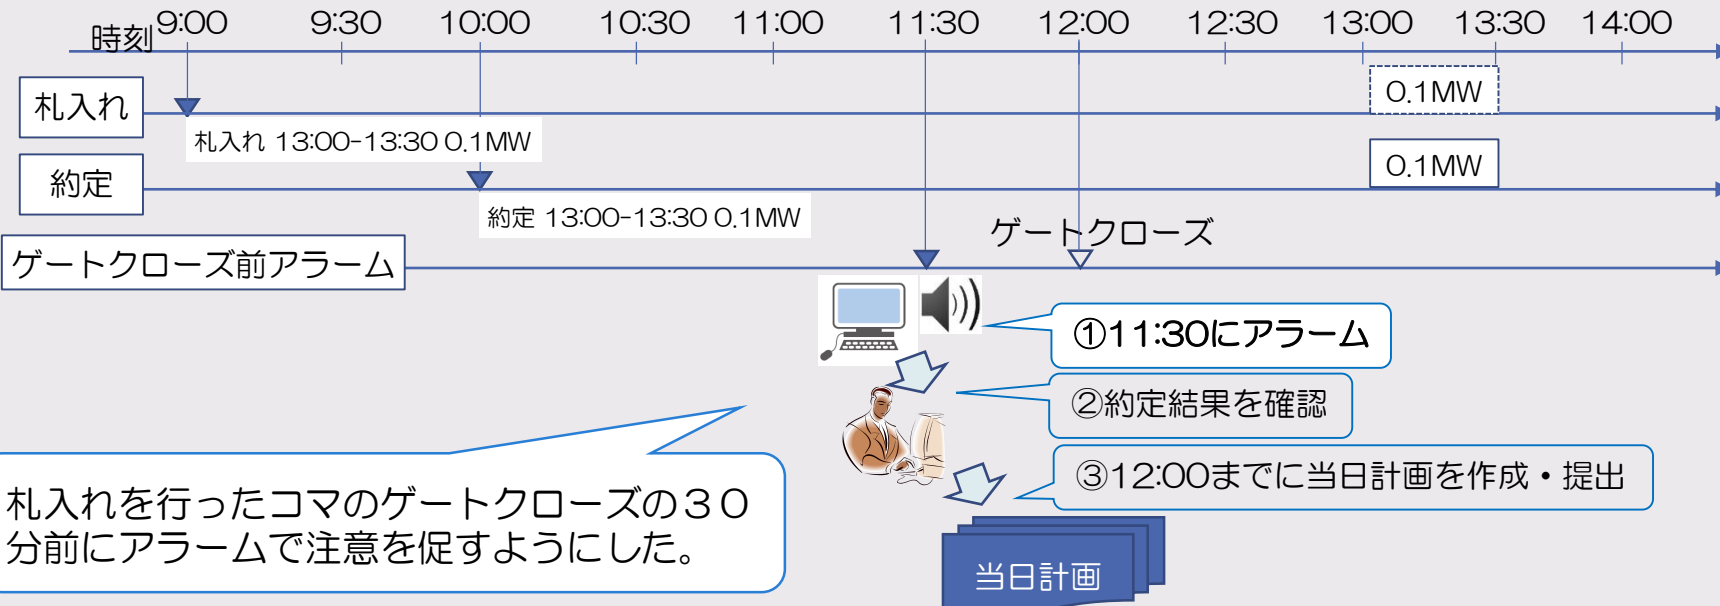 時刻
9:00 9:30 10:00 10:30 11:00 11:30 12:00 12:30 13:00 13:30 14:00
札入れ
0.1MW
札入れ 13:00-13:30 0.1MW
約定
0.1MW
約定 13:00-13:30 0.1MW
ゲートクローズ
ゲートクローズ前アラーム
①11:30にアラーム
②約定結果を確認
③12:00までに当日計画を作成・提出
札入れを行ったコマのゲートクローズの30
分前にアラームで注意を促すようにした。
当日計画